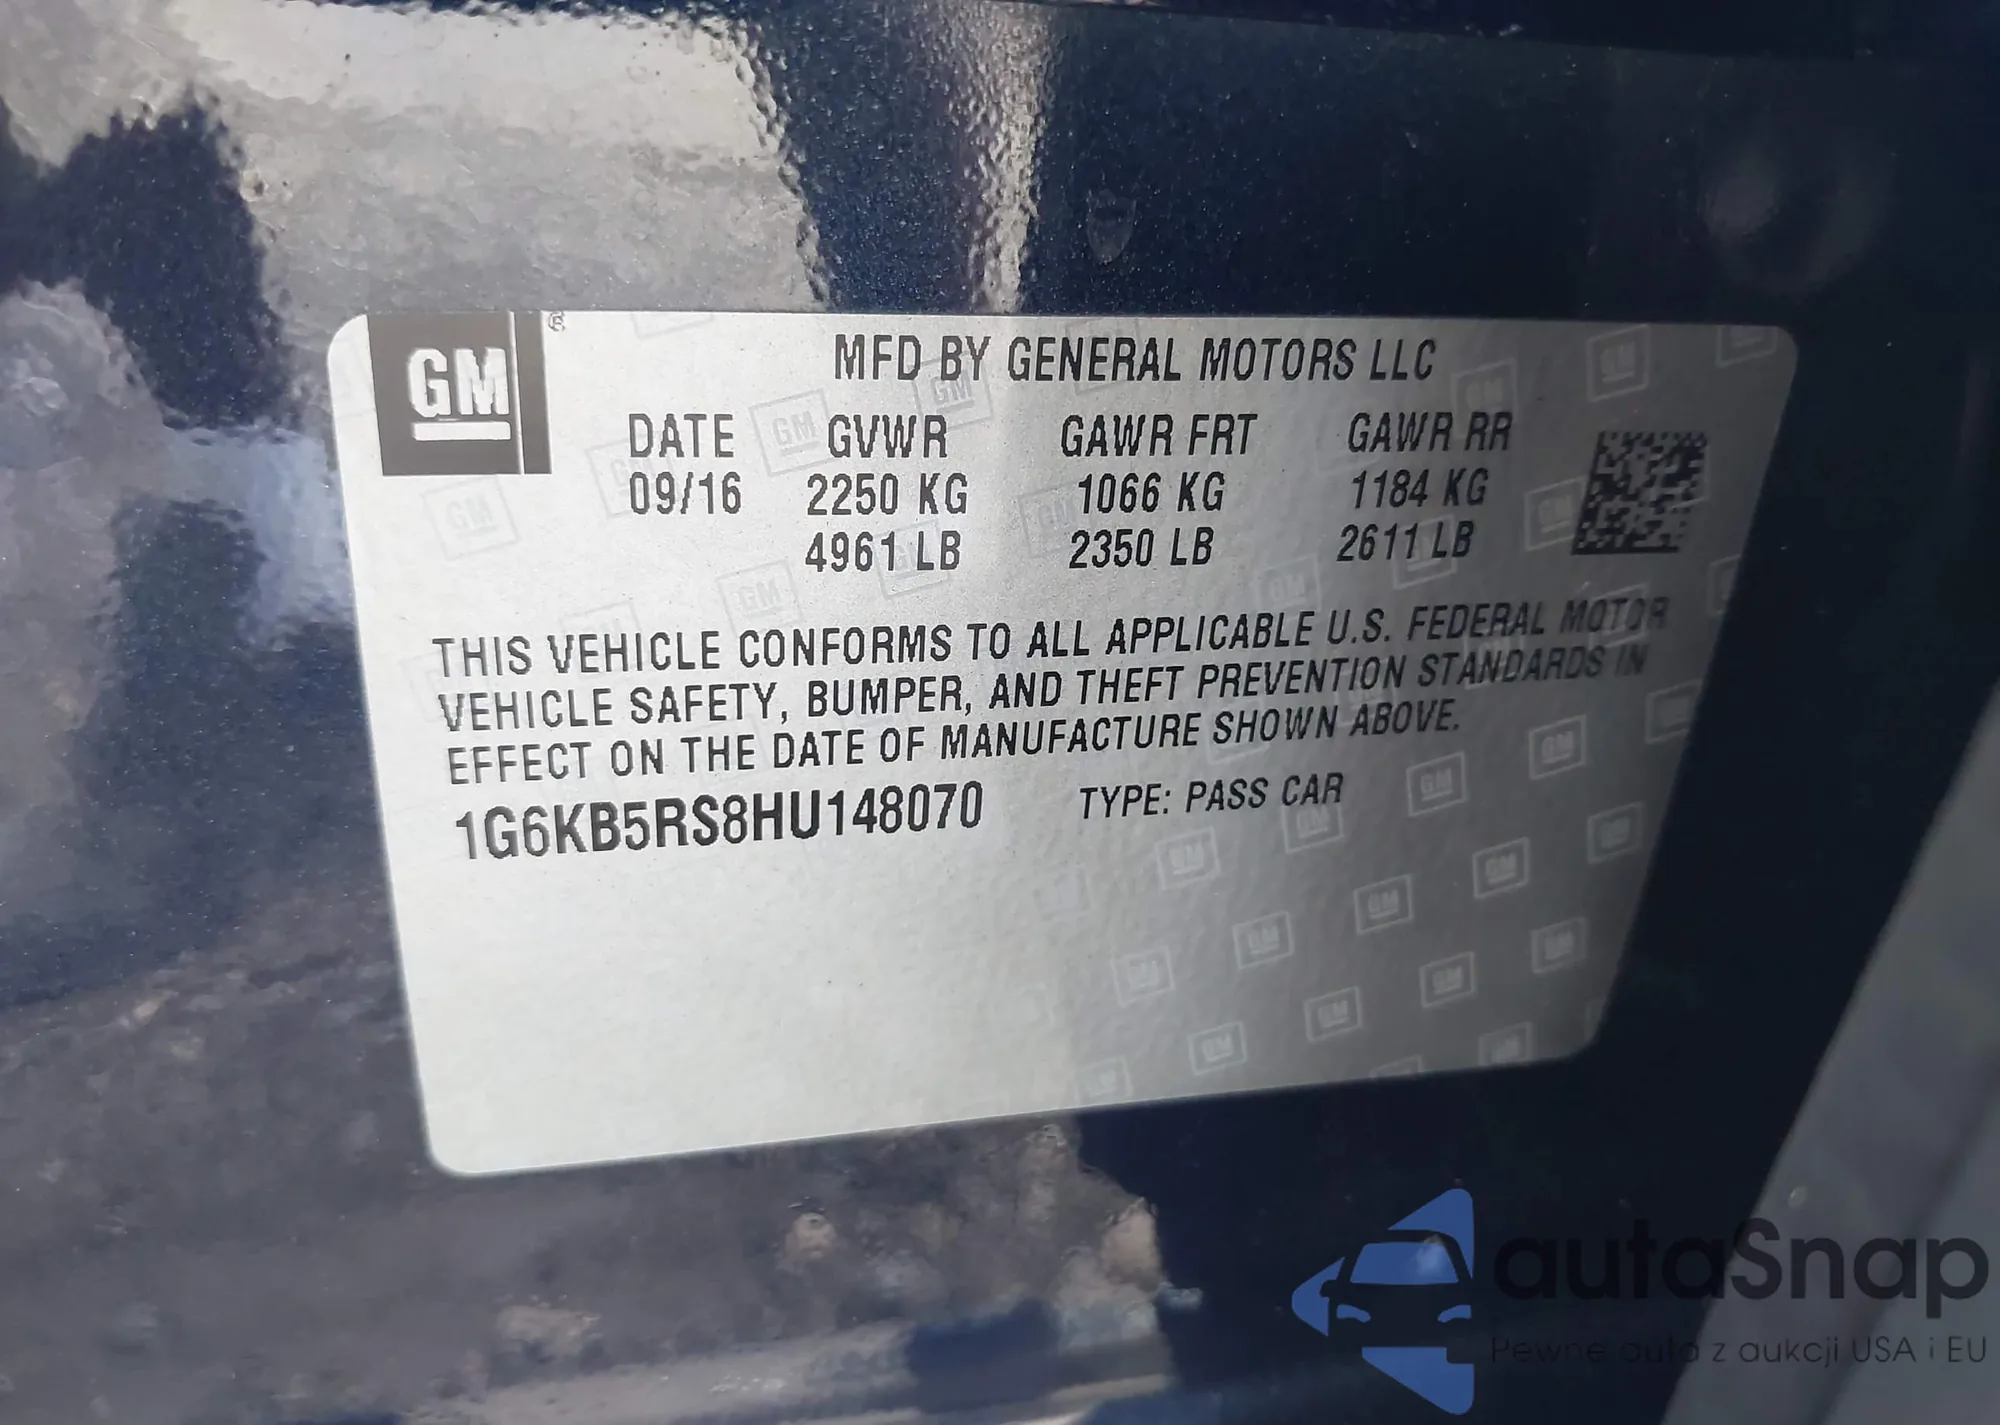 GM ®
MFD BY GENERAL MOTORS LLC
DATE GVWR GAWR FRT GAWR RR
09/16 2250 KG 1066 KG 1184 KG
4961 LB 2350 LB 2611 LB
THIS VEHICLE CONFORMS TO ALL APPLICABLE U.S. FEDERAL MOTOR
VEHICLE SAFETY, BUMPER, AND THEFT PREVENTION STANDARDS IN
EFFECT ON THE DATE OF MANUFACTURE SHOWN ABOVE.
1G6KB5RS8HU148070 TYPE: PASS CAR
autaSnap
Pewne auta z aukcji USA i EU